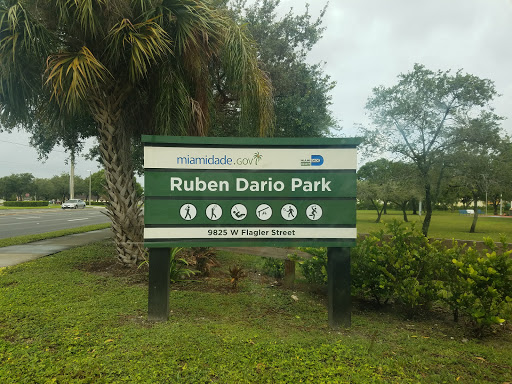 miamidade.gov
Ruben Dario Park
9825 W Flagler Street